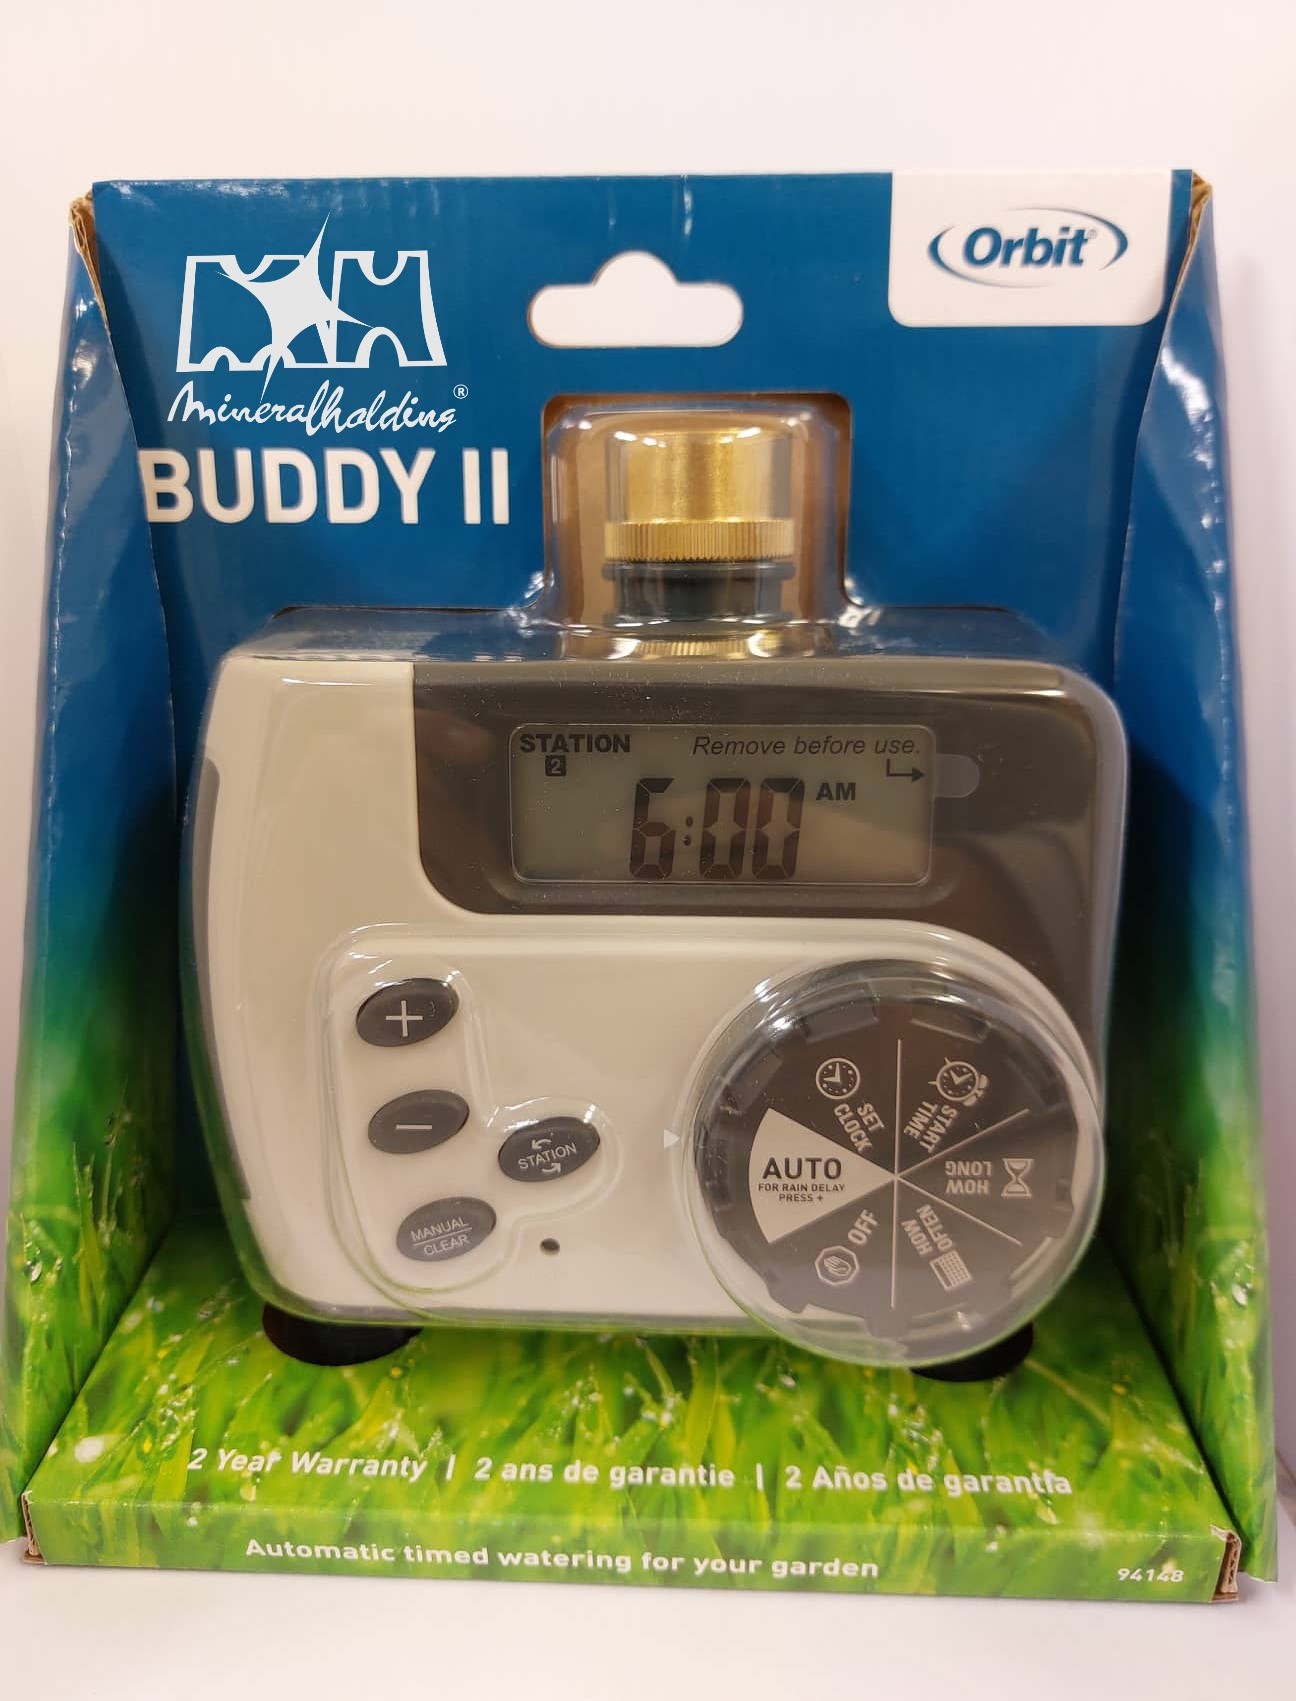 Orbit®
Mineralholding®
BUDDY II
STATION
2
Remove before use.
6:00 AM
+
−
STATION
MANUAL
CLEAR
SET
CLOCK
START
TIME
HOW
LONG
HOW
OFTEN
OFF
AUTO
FOR RAIN DELAY
PRESS +
2 Year Warranty | 2 ans de garantie | 2 Años de garantía
Automatic timed watering for your garden
94148